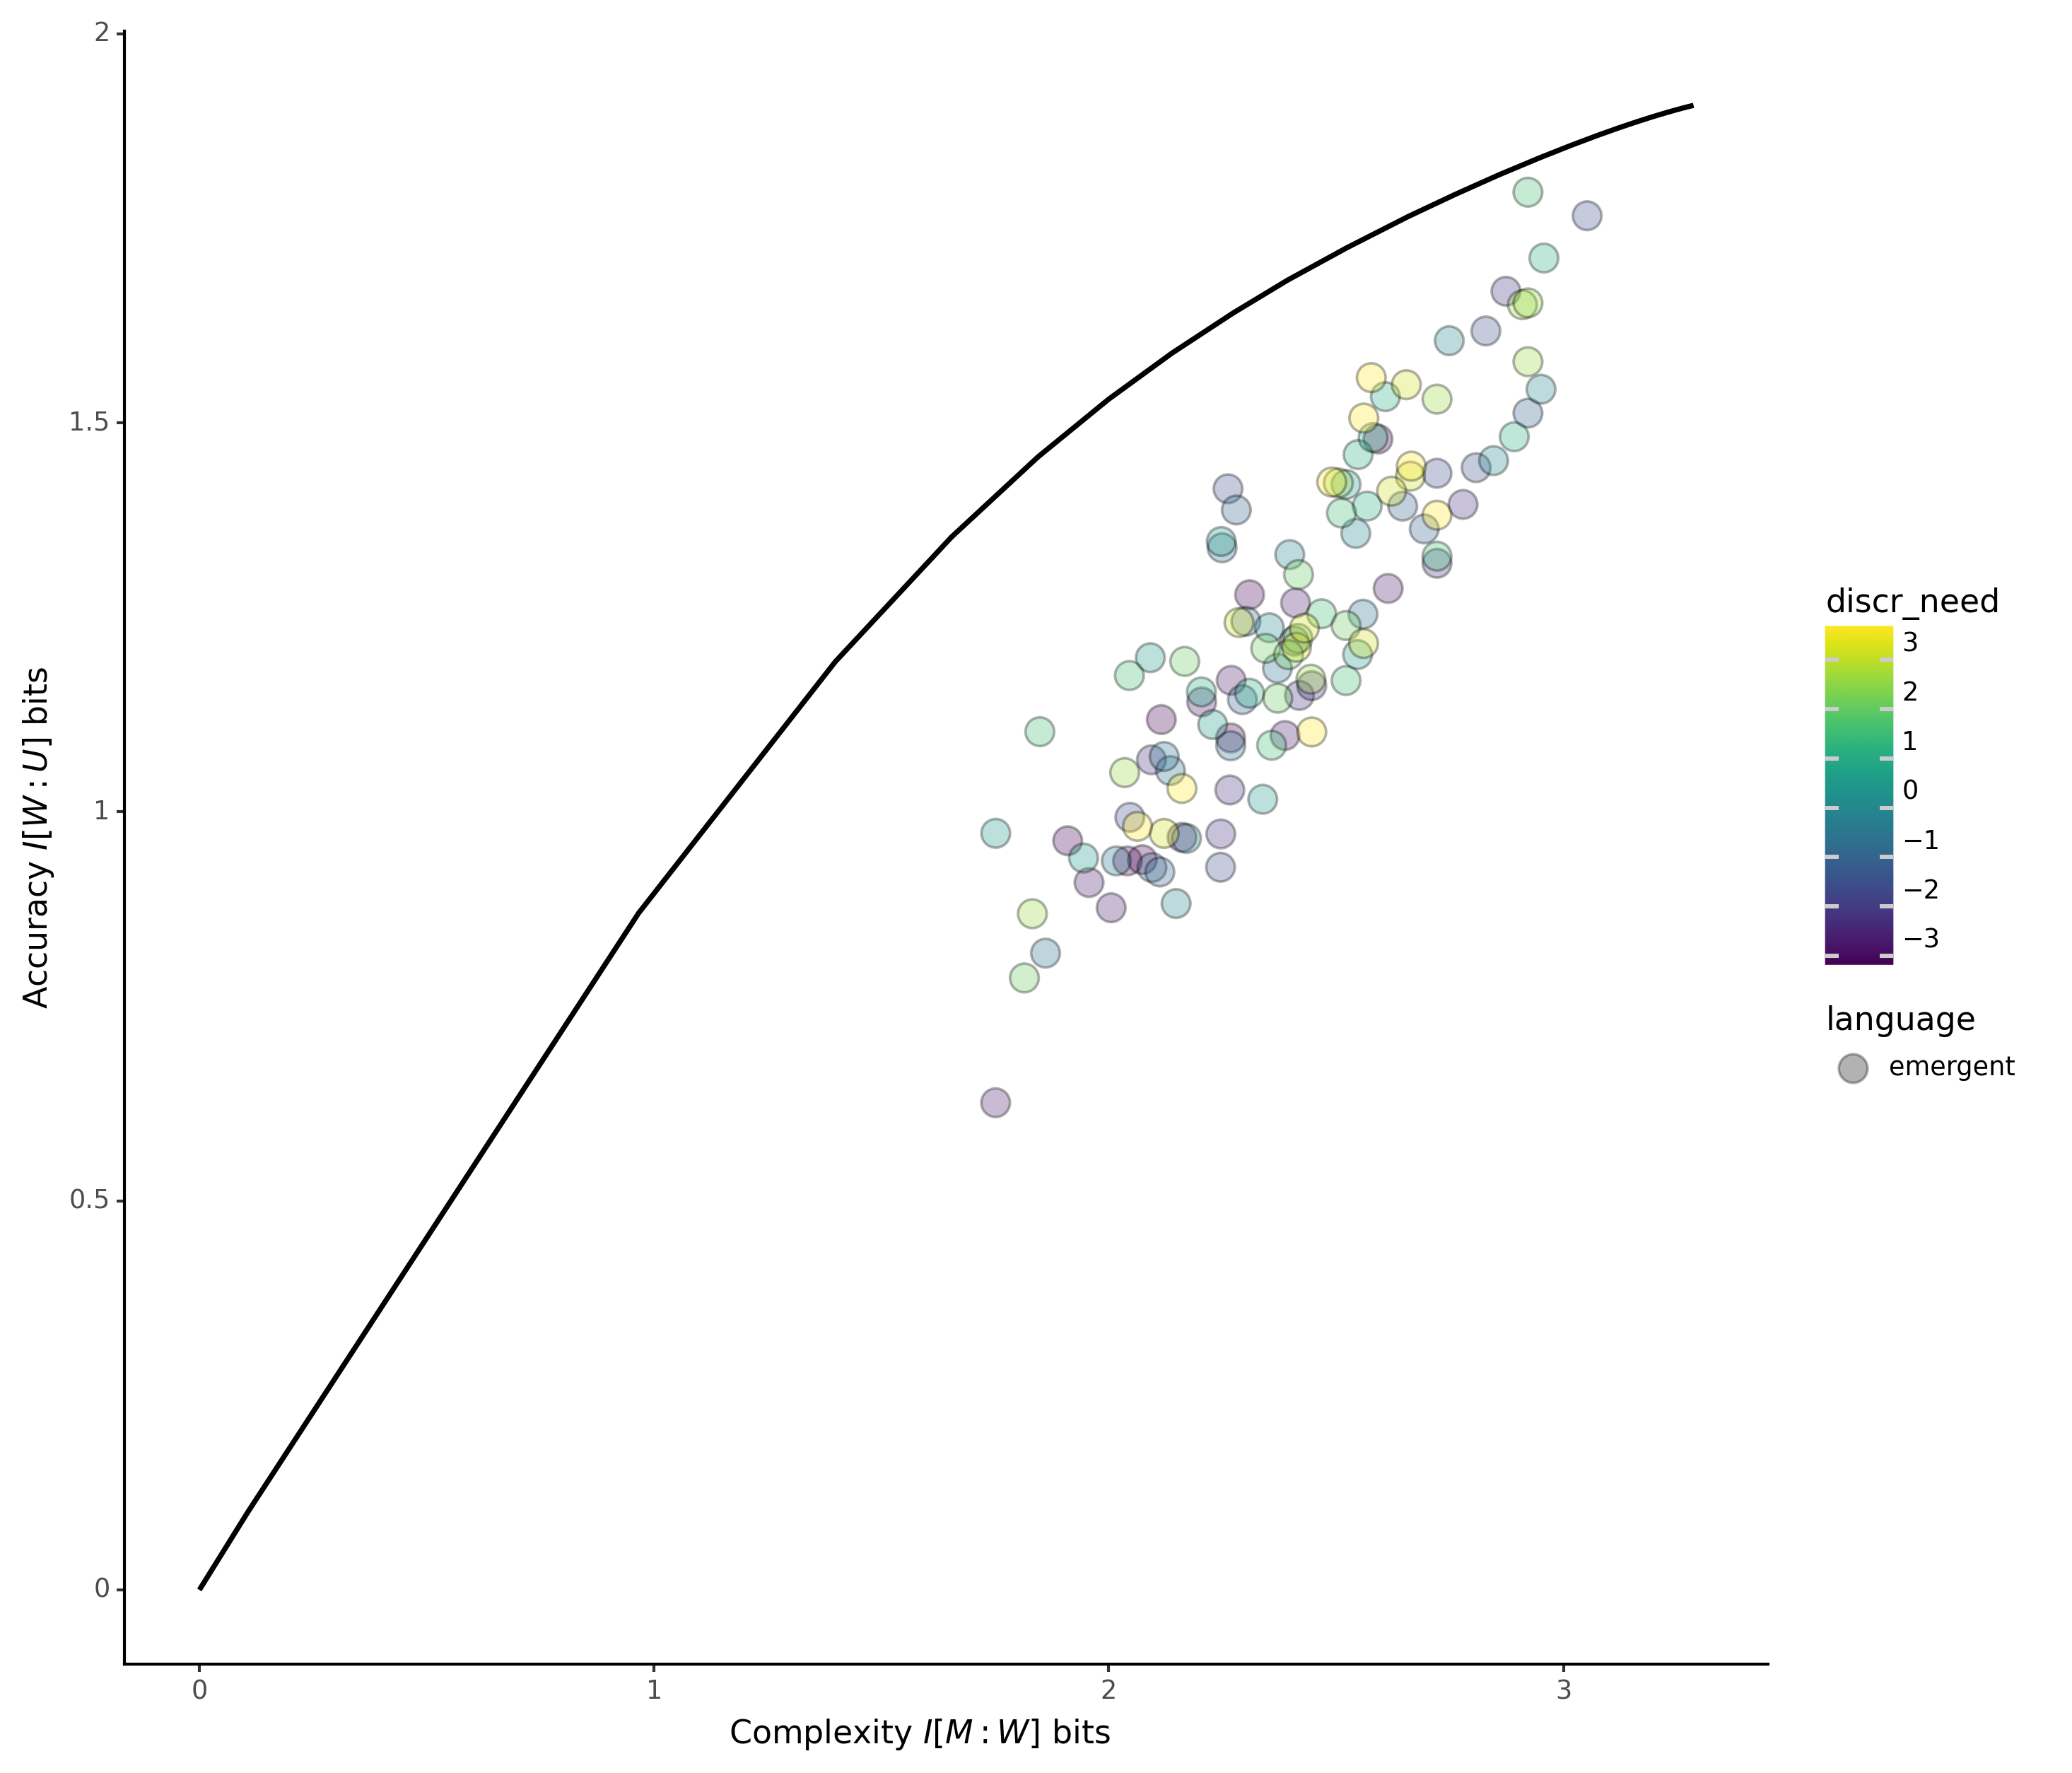 2
1.5
1
0.5
0
Accuracy I[W : U] bits
0 1 2 3
Complexity I[M : W] bits
discr_need
3
2
1
0
−1
−2
−3
language
emergent